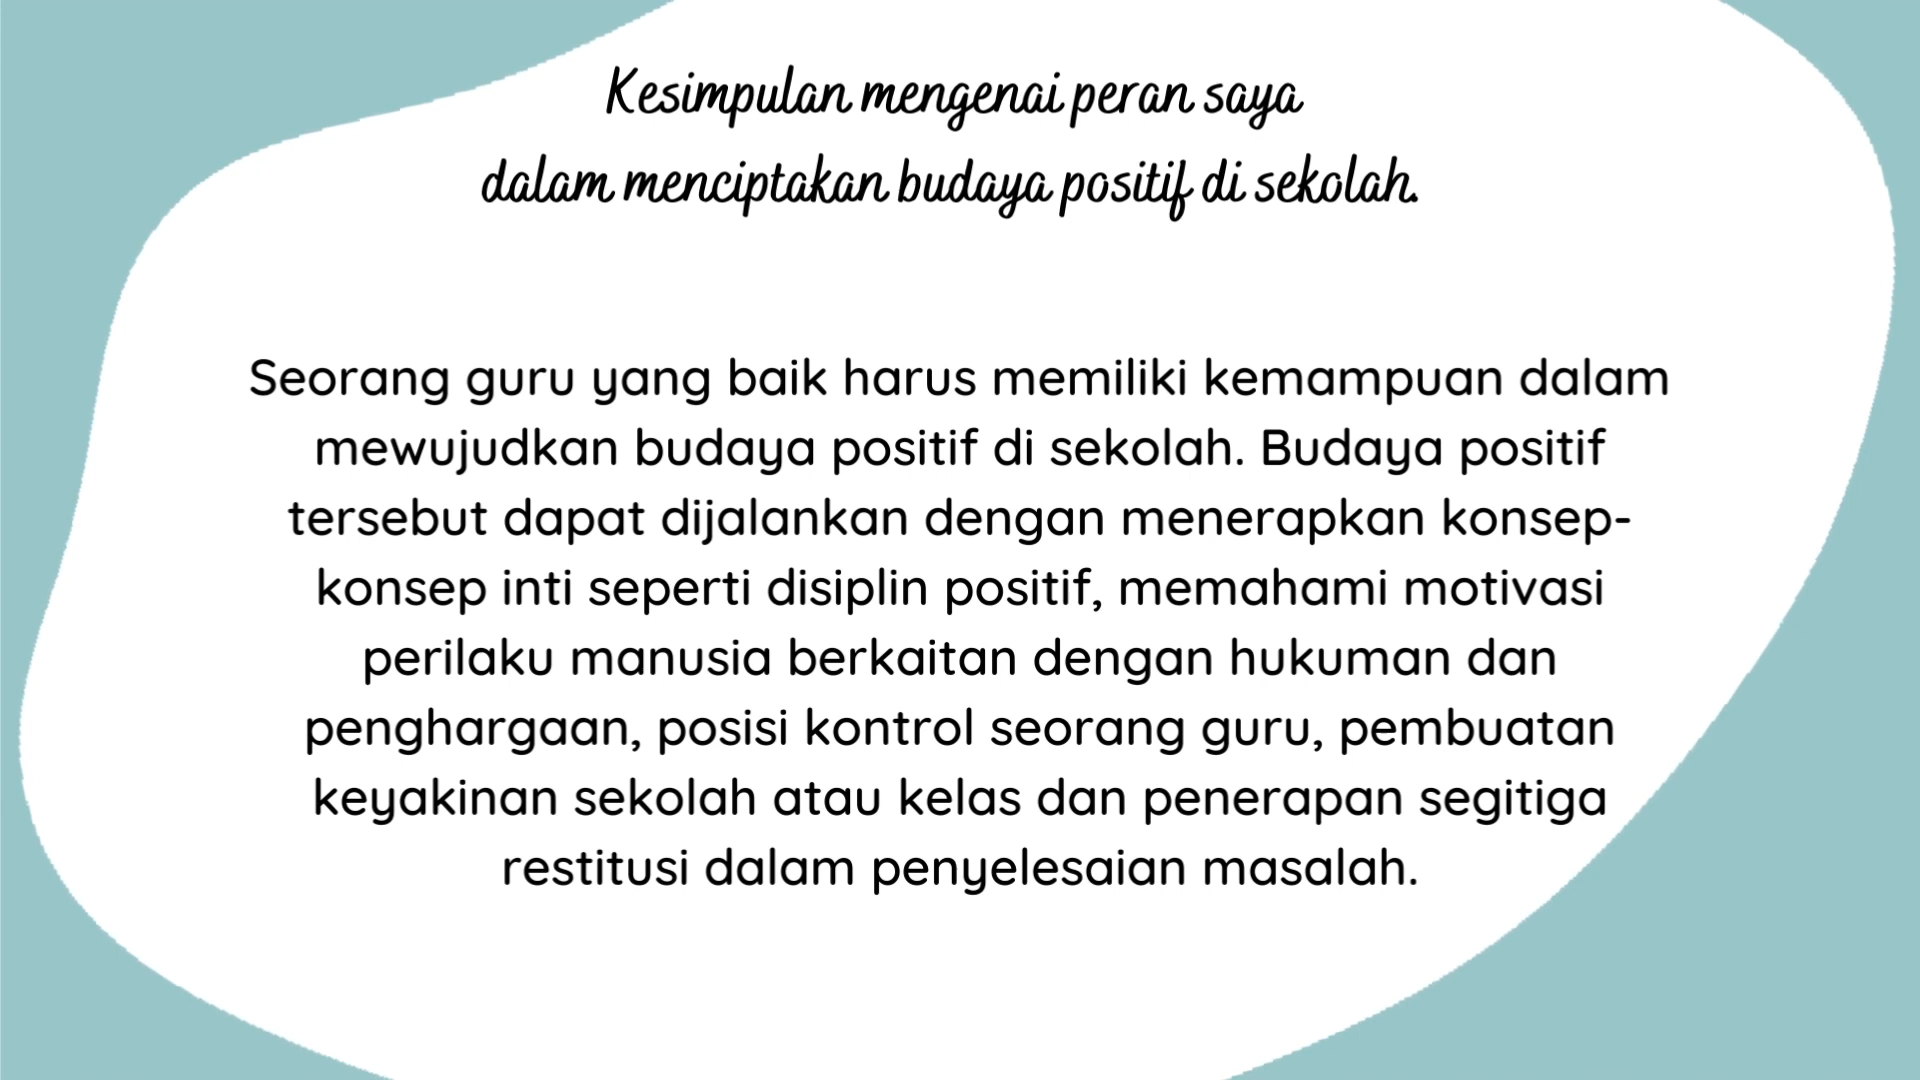 Kesimpulan mengenai peran saya
dalam menciptakan budaya positif di sekolah.
Seorang guru yang baik harus memiliki kemampuan dalam
mewujudkan budaya positif di sekolah. Budaya positif
tersebut dapat dijalankan dengan menerapkan konsep-
konsep inti seperti disiplin positif, memahami motivasi
perilaku manusia berkaitan dengan hukuman dan
penghargaan, posisi kontrol seorang guru, pembuatan
keyakinan sekolah atau kelas dan penerapan segitiga
restitusi dalam penyelesaian masalah.